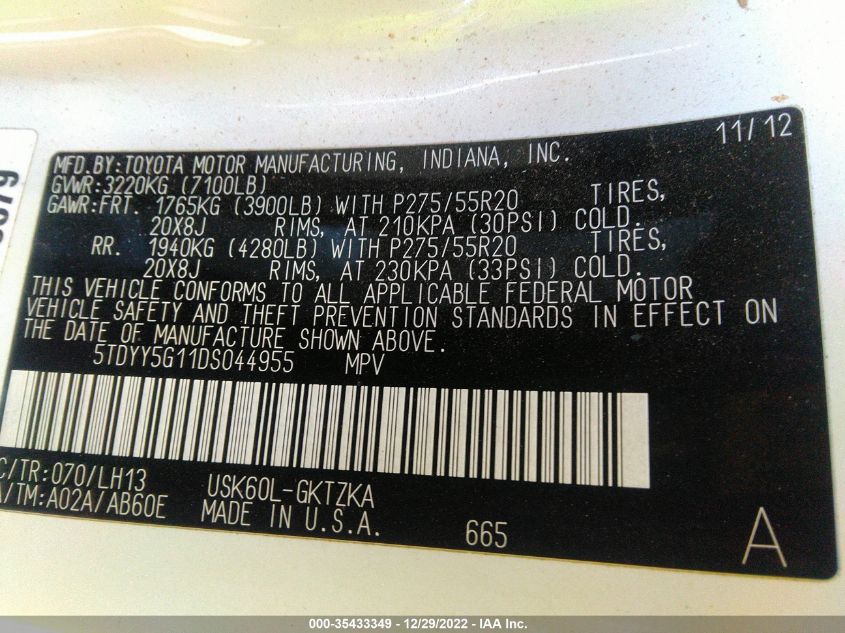 11/12
MFD.BY:TOYOTA MOTOR MANUFACTURING, INDIANA, INC.
GVWR:3220KG (7100LB)
GAWR:FRT. 1765KG (3900LB) WITH P275/55R20 TIRES,
20X8J RIMS, AT 210KPA (30PSI) COLD.
RR. 1940KG (4280LB) WITH P275/55R20 TIRES,
20X8J RIMS, AT 230KPA (33PSI) COLD.
THIS VEHICLE CONFORMS TO ALL APPLICABLE FEDERAL MOTOR
VEHICLE SAFETY AND THEFT PREVENTION STANDARDS IN EFFECT ON
THE DATE OF MANUFACTURE SHOWN ABOVE.
5TDYY5G11DS044955 MPV
C/TR:070/LH13 USK60L-GKTZKA
A/TM:A02A/AB60E MADE IN U.S.A. 665
A
000-35433349 - 12/29/2022 - IAA Inc.